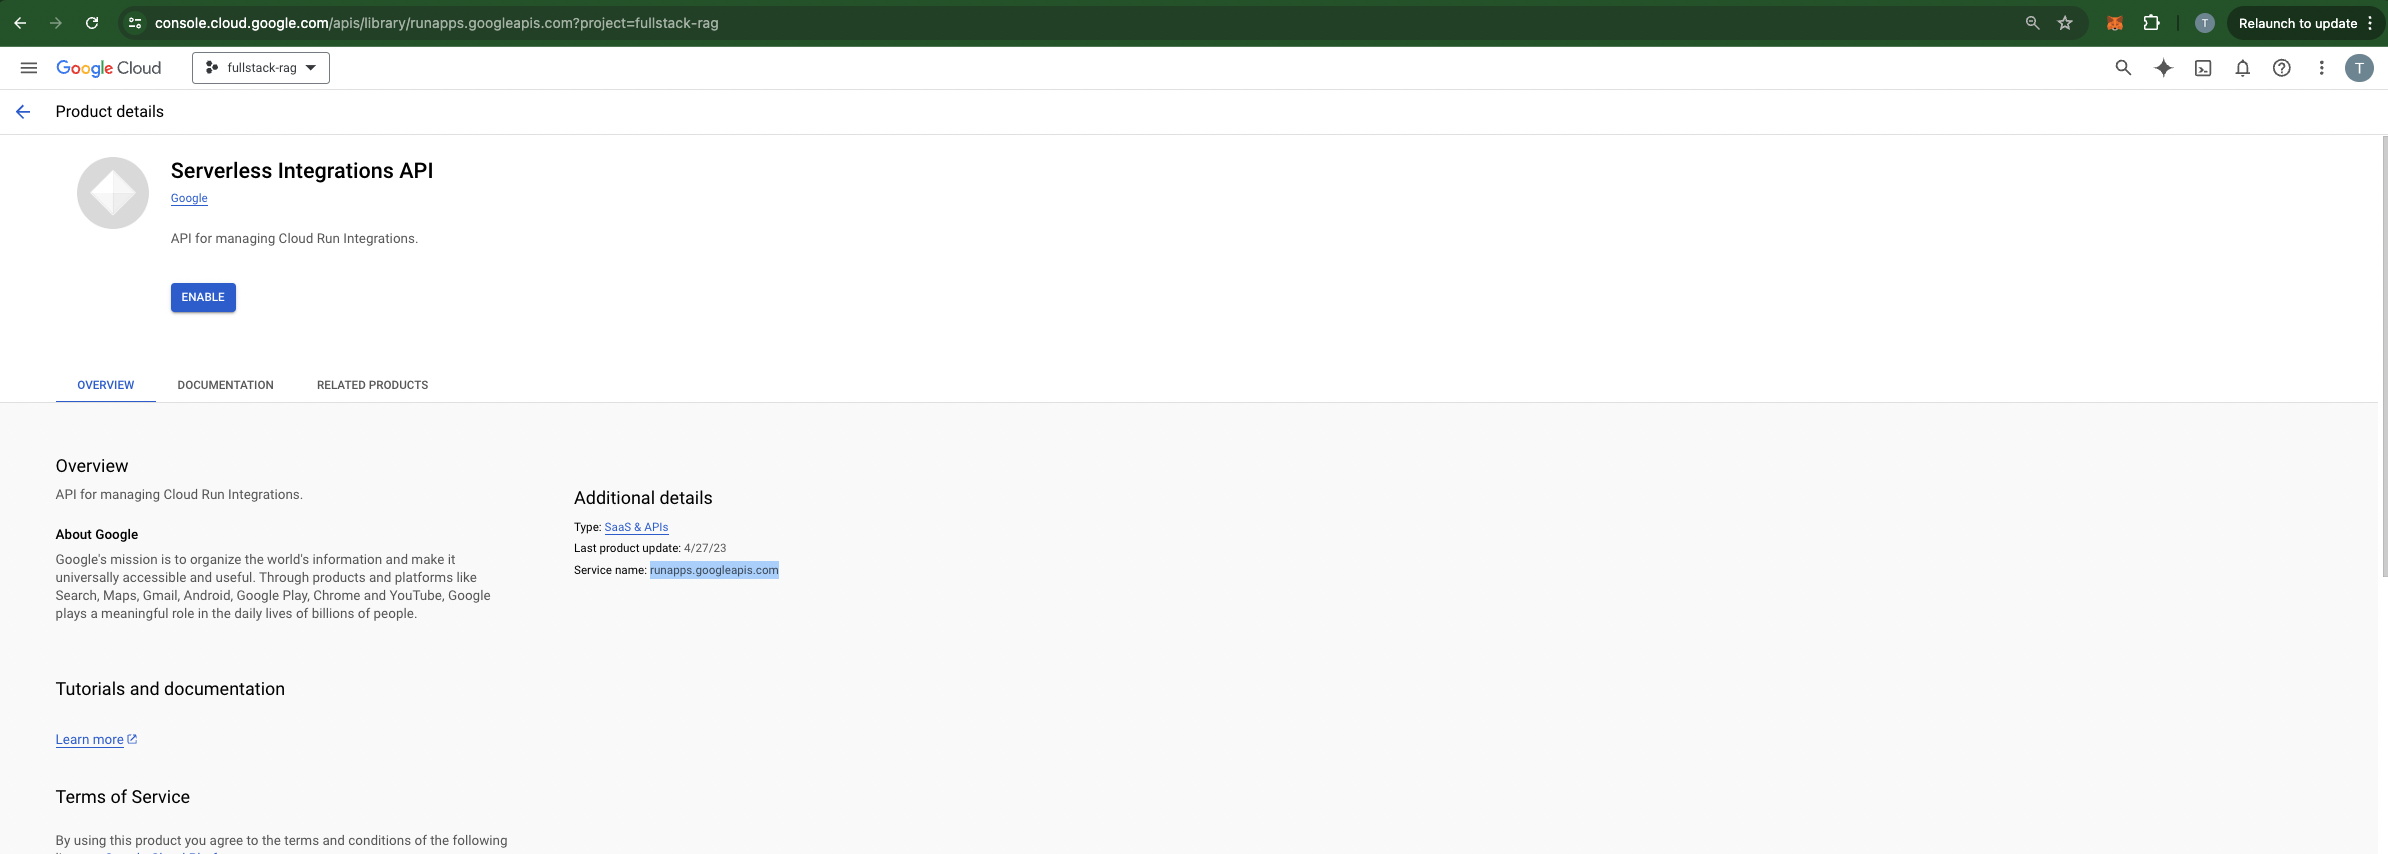 console.cloud.google.com/apis/library/runapps.googleapis.com?project=fullstack-rag
T
Relaunch to update
Google Cloud
fullstack-rag
T
Product details
Serverless Integrations API
Google
API for managing Cloud Run Integrations.
ENABLE
OVERVIEW DOCUMENTATION RELATED PRODUCTS
Overview
API for managing Cloud Run Integrations.
About Google
Google's mission is to organize the world's information and make it
universally accessible and useful. Through products and platforms like
Search, Maps, Gmail, Android, Google Play, Chrome and YouTube, Google
plays a meaningful role in the daily lives of billions of people.
Additional details
Type: SaaS & APIs
Last product update: 4/27/23
Service name: runapps.googleapis.com
Tutorials and documentation
Learn more
Terms of Service
By using this product you agree to the terms and conditions of the following